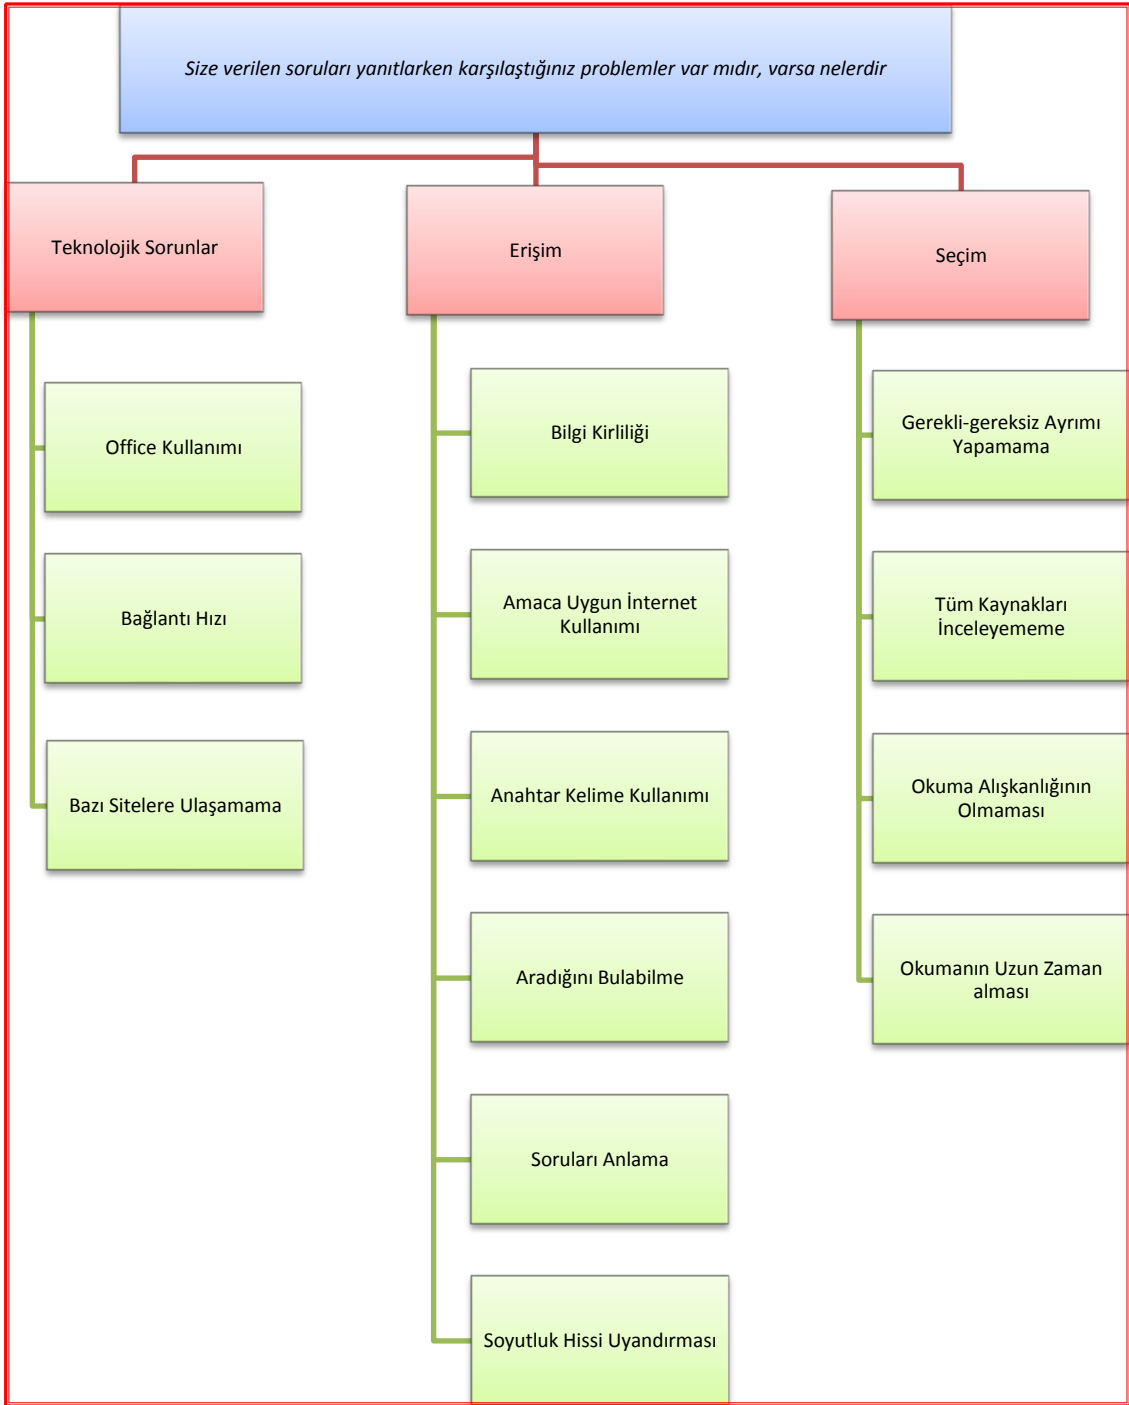 Size verilen soruları yanıtlarken karşılaştığınız problemler var mıdır, varsa nelerdir
Teknolojik Sorunlar
Office Kullanımı
Bağlantı Hızı
Bazı Sitelere Ulaşamama
Erişim
Bilgi Kirliliği
Amaca Uygun İnternet
Kullanımı
Anahtar Kelime Kullanımı
Aradığını Bulabilme
Soruları Anlama
Soyutluk Hissi Uyandırması
Seçim
Gerekli-gereksiz Ayrımı
Yapamama
Tüm Kaynakları
İnceleyememe
Okuma Alışkanlığının
Olmaması
Okumanın Uzun Zaman
alması